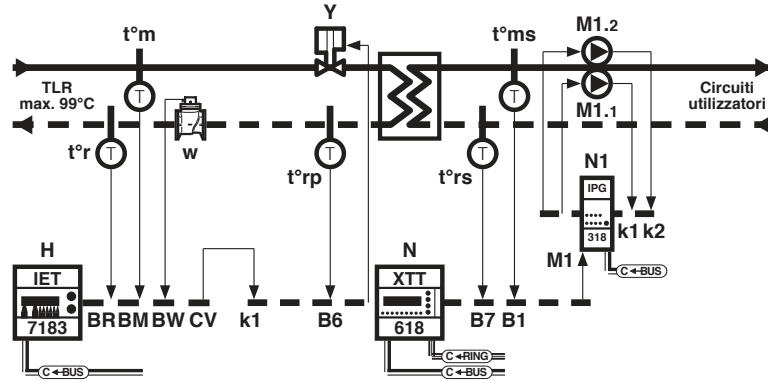 Y
t°m
t°ms
M1.2
T
T
TLR
max. 99°C
M1.1
Circuiti
utilizzatori
t°r
T
w
t°rp
T
t°rs
T
N1
IPG
318
k1 k2
M1
C BUS
H
IET
7183
BR BM BW CV k1 B6
N
XTT
618
B7 B1
C RING
C BUS
C BUS